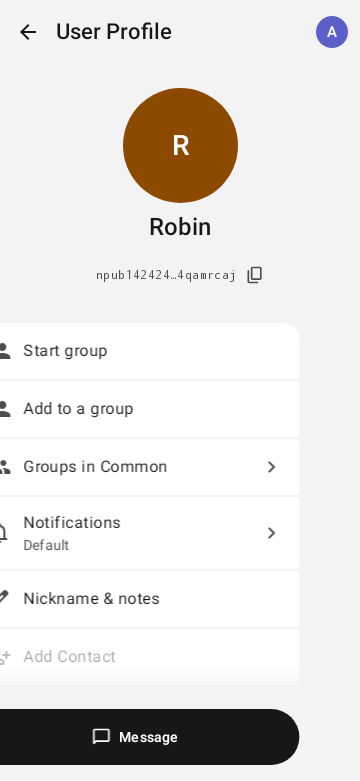 User Profile
A
R
Robin
npub142424…4qamrcaj
Start group
Add to a group
Groups in Common
Notifications
Default
Nickname & notes
Add Contact
Message